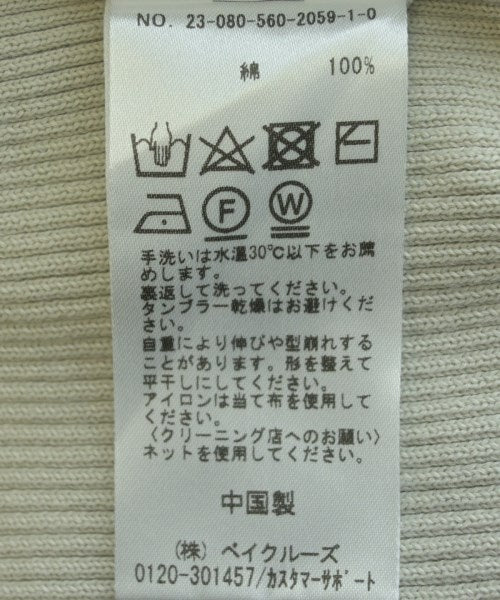 NO. 23-080-560-2059-1-0
綿 100%
F W
手洗いは水温30℃以下をお薦
めします。
裏返して洗ってください。
タンブラー乾燥はお避けくだ
さい。
自重により伸びや型崩れする
ことがあります。形を整えて
平干しにしてください。
アイロンは当て布を使用して
ください。
〈クリーニング店へのお願い〉
ネットを使用してください。
中国製
(株) ベイクルーズ
0120-301457/カスタマーサポート